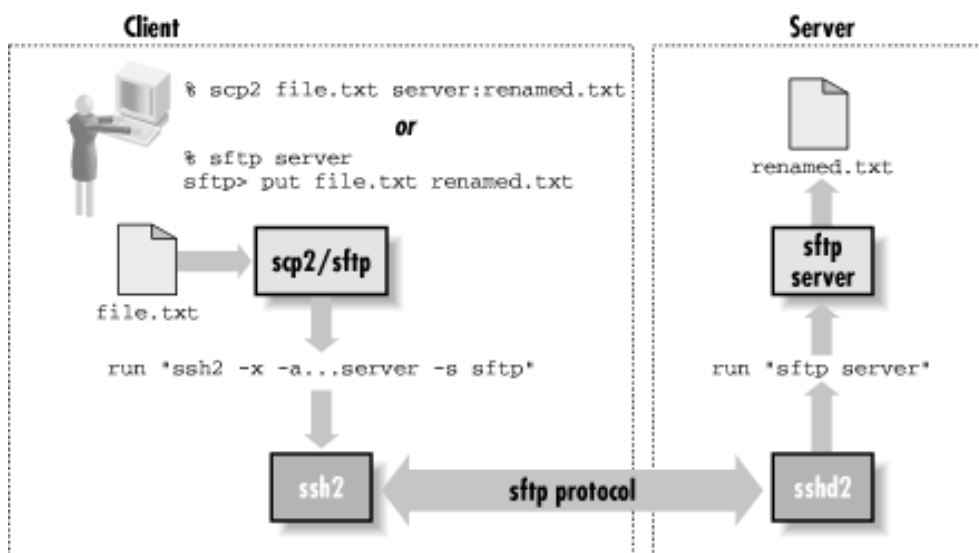 Client
Server
% scp2 file.txt server:renamed.txt
or
% sftp server
sftp> put file.txt renamed.txt
renamed.txt
scp2/sftp
sftp
server
file.txt
run "ssh2 -x -a...server -s sftp"
run "sftp server"
ssh2
sftp protocol
sshd2